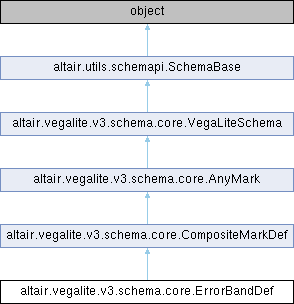 object
altair.utils.schemapi.SchemaBase
altair.vegalite.v3.schema.core.VegaLiteSchema
altair.vegalite.v3.schema.core.AnyMark
altair.vegalite.v3.schema.core.CompositeMarkDef
altair.vegalite.v3.schema.core.ErrorBandDef